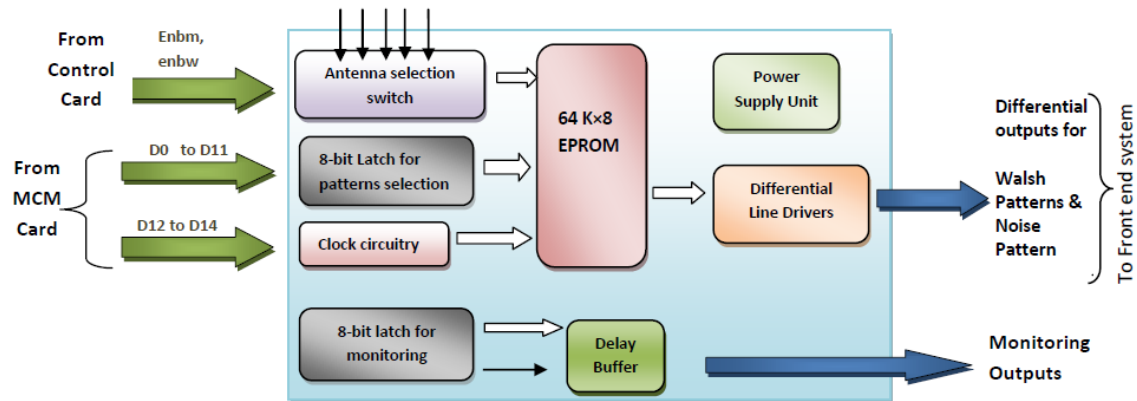 From
Control
Card
Enbm,
enbw
From
MCM
Card
D0 to D11
D12 to D14
Antenna selection
switch
8-bit Latch for
patterns selection
Clock circuitry
8-bit latch for
monitoring
64 K×8
EPROM
Power
Supply Unit
Differential
Line Drivers
Delay
Buffer
Differential
outputs for
Walsh
Patterns &
Noise
Pattern
To Front end system
Monitoring
Outputs